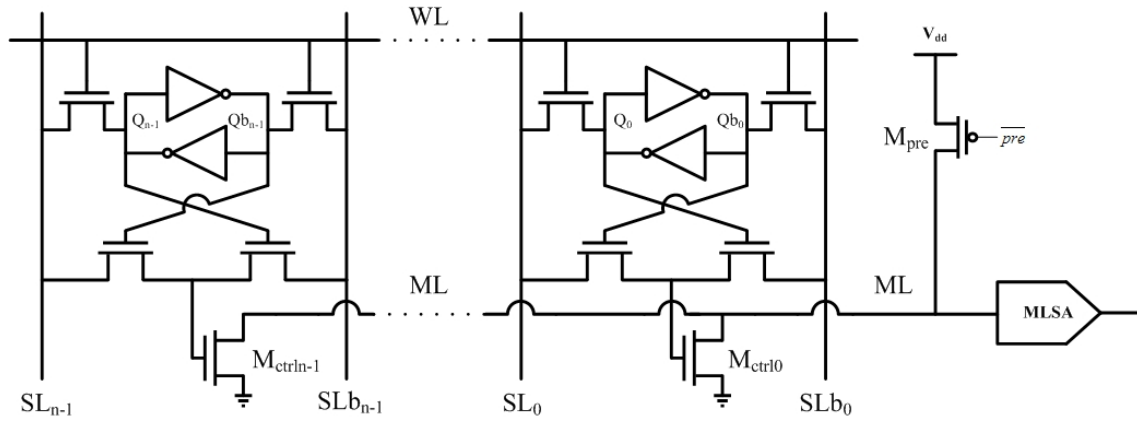 WL
V_dd
Q_n-1
Qb_n-1
Q_0
Qb_0
M_pre
pre
ML
ML
MLSA
M_ctrln-1
M_ctrl0
SL_n-1
SLb_n-1
SL_0
SLb_0